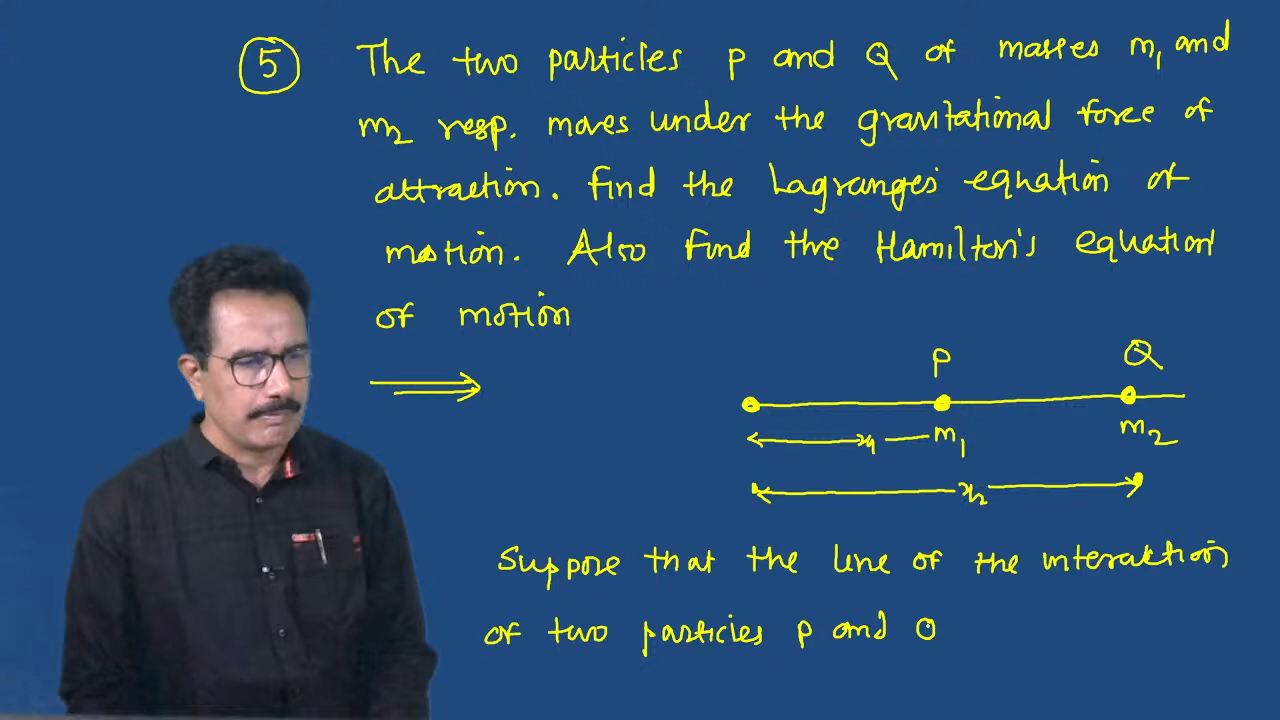 5 The two particles P and Q of masses m1 and
m2 resp. moves under the gravitational force of
attraction. Find the Lagranges equation of
motion. Also Find the Hamilton's equation
of motion
P Q
x1 m1 m2
x2
Suppose that the line of the interaction
of two particles P and Q